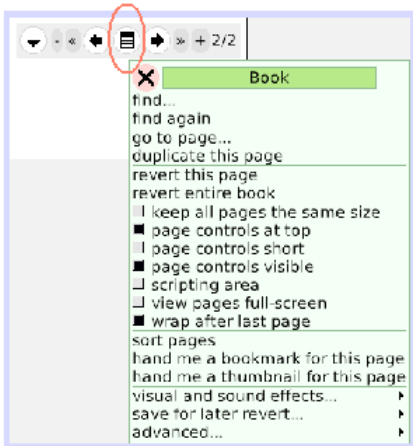 - « » + 2/2
Book
find...
find again
go to page...
duplicate this page
revert this page
revert entire book
keep all pages the same size
page controls at top
page controls short
page controls visible
scripting area
view pages full-screen
wrap after last page
sort pages
hand me a bookmark for this page
hand me a thumbnail for this page
visual and sound effects...
save for later revert...
advanced...